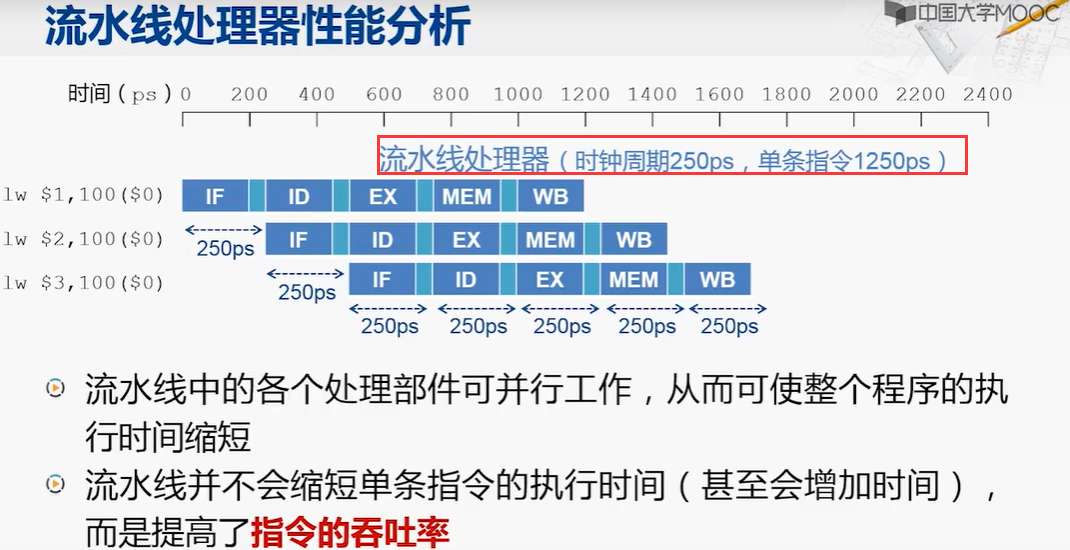 流水线处理器性能分析
中国大学MOOC
时间（ps） 0 200 400 600 800 1000 1200 1400 1600 1800 2000 2200 2400
流水线处理器（时钟周期250ps，单条指令1250ps）
lw $1,100($0) IF ID EX MEM WB
lw $2,100($0) 250ps IF ID EX MEM WB
lw $3,100($0) 250ps IF ID EX MEM WB
250ps 250ps 250ps 250ps 250ps
流水线中的各个处理部件可并行工作，从而可使整个程序的执
行时间缩短
流水线并不会缩短单条指令的执行时间（甚至会增加时间），
而是提高了指令的吞吐率